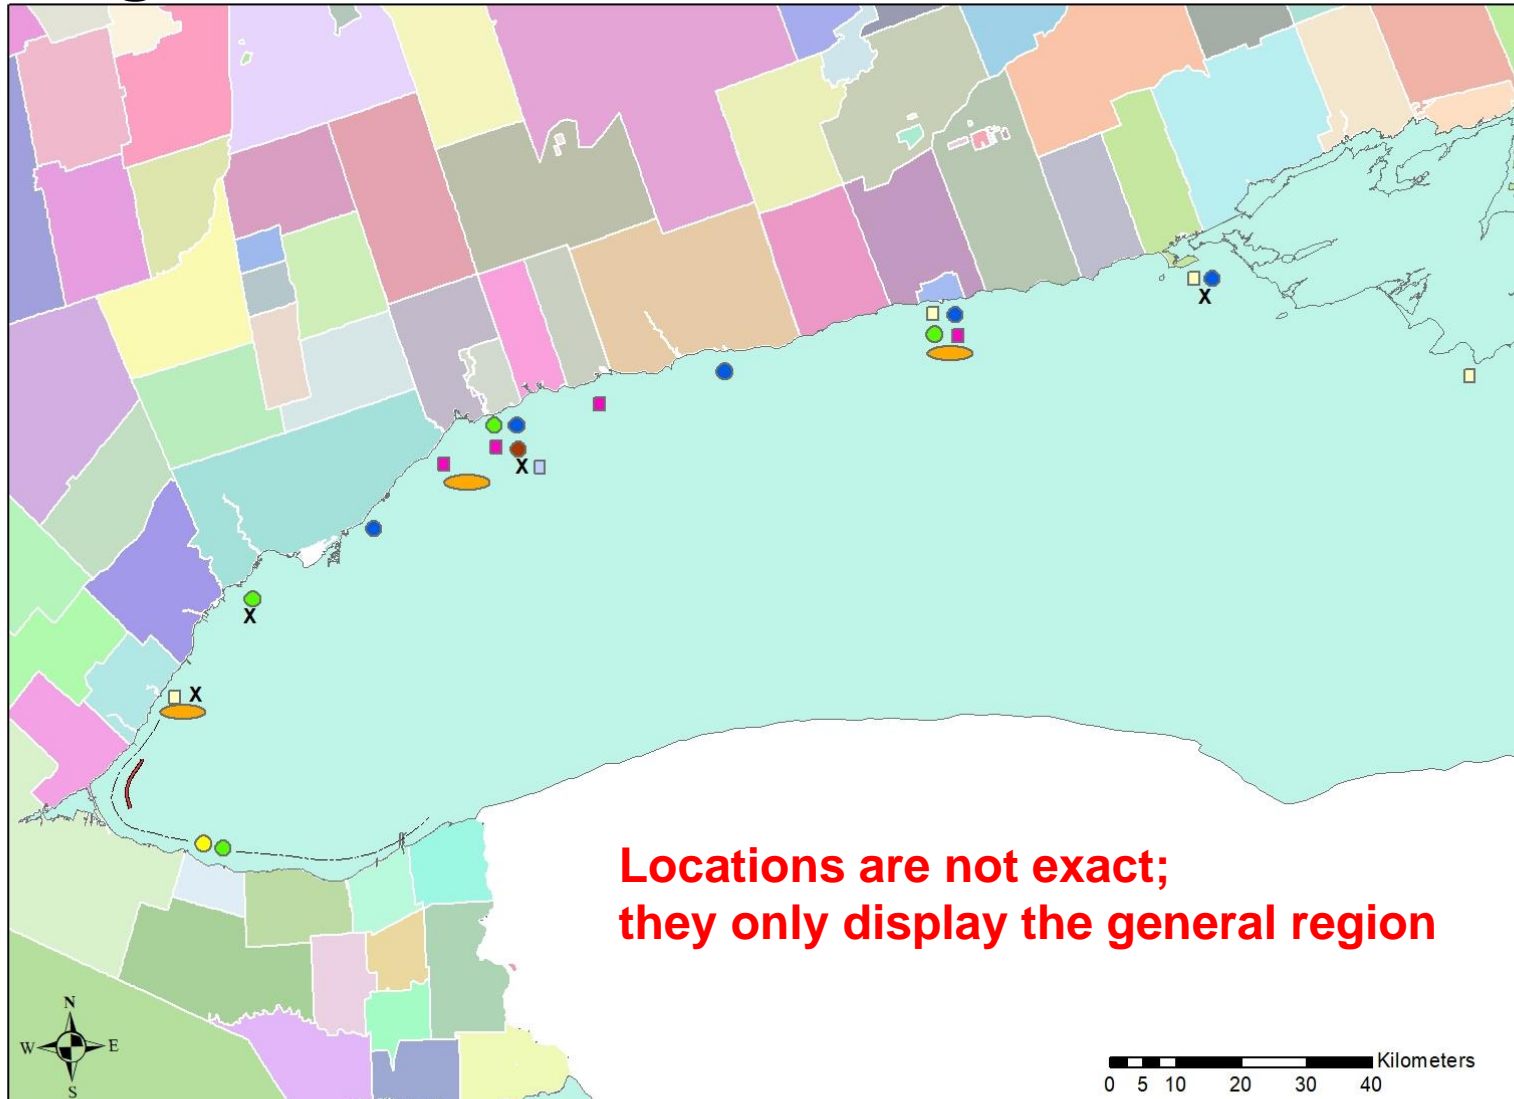 X
X
X
X
Locations are not exact;
they only display the general region
N
W E
S
Kilometers
0 5 10 20 30 40